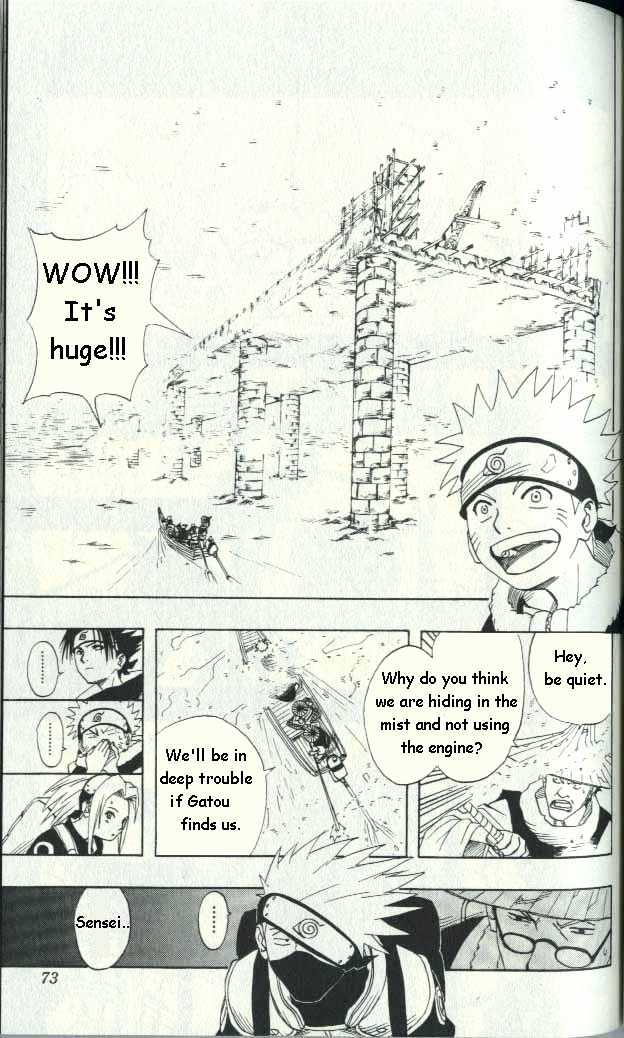 WOW!!!
It's
huge!!!
Hey,
be quiet.
Why do you think
we are hiding in the
mist and not using
the engine?
We'll be in
deep trouble
if Gatou
finds us.
.......
......
...
Sensei..
73